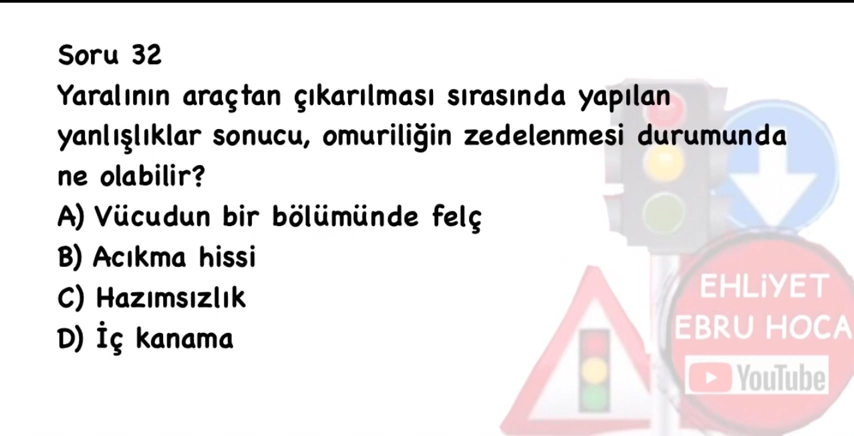 Soru 32
Yaralının araçtan çıkarılması sırasında yapılan
yanlışlıklar sonucu, omuriliğin zedelenmesi durumunda
ne olabilir?
A) Vücudun bir bölümünde felç
B) Acıkma hissi
C) Hazımsızlık
D) İç kanama
EHLİYET
EBRU HOCA
YouTube